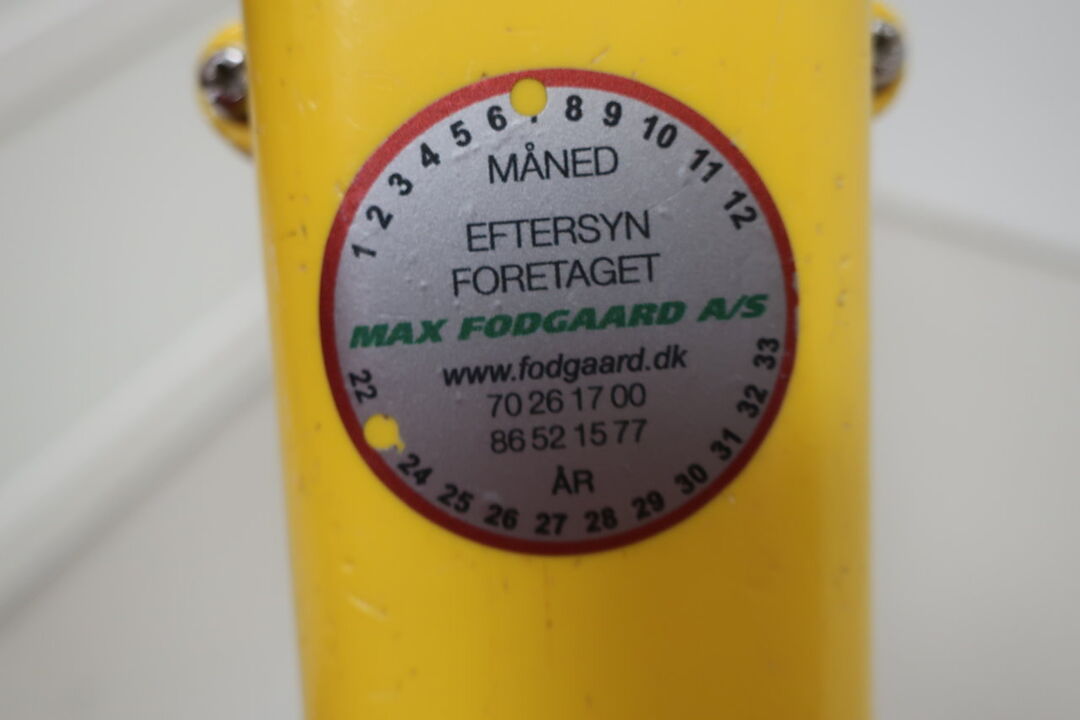 1 2 3 4 5 6 8 9 10 11 12
MÅNED
EFTERSYN
FORETAGET
MAX FODGAARD A/S
www.fodgaard.dk
70 26 17 00
86 52 15 77
ÅR
22 24 25 26 27 28 29 30 31 32 33